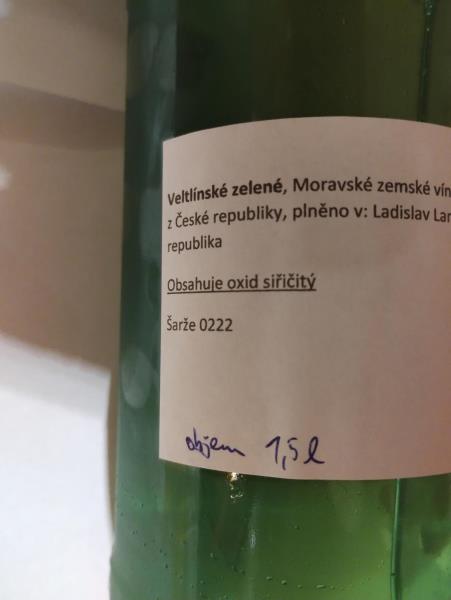 Veltlínské zelené, Moravské zemské vín
z České republiky, plněno v: Ladislav Lar
republika
Obsahuje oxid siřičitý
Šarže 0222
objem 1,5 l